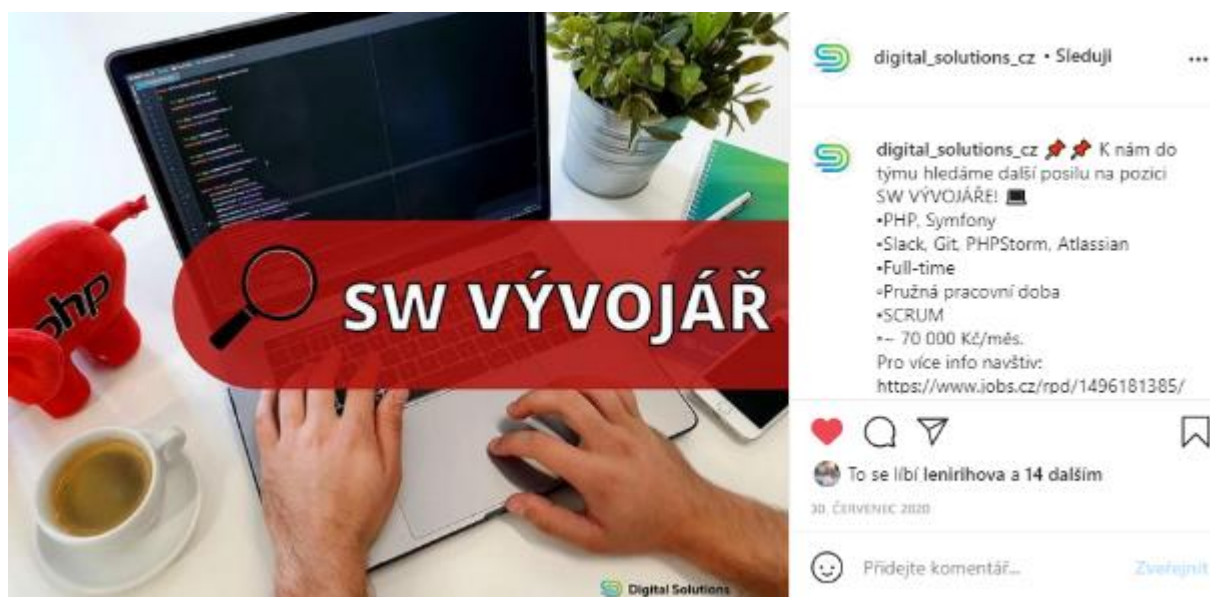 php
SW VÝVOJÁŘ
Digital Solutions
digital_solutions_cz • Sleduji
digital_solutions_cz 📌📌 K nám do
týmu hledáme další posilu na pozici
SW VÝVOJÁŘE! 💻
•PHP, Symfony
•Slack, Git, PHPStorm, Atlassian
•Full-time
•Pružná pracovní doba
•SCRUM
•~ 70 000 Kč/měs.
Pro více info navštiv:
https://www.jobs.cz/rpd/1496181385/
To se líbí lenirihova a 14 dalším
30. ČERVENEC 2020
Přidejte komentář...
Zveřejnit